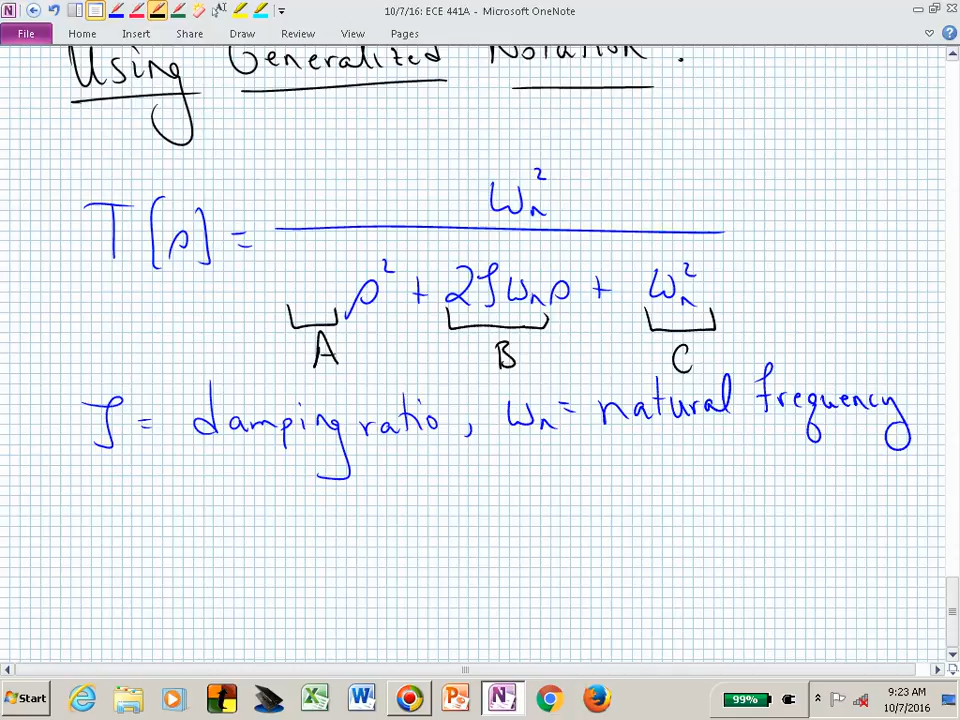 10/7/16: ECE 441A - Microsoft OneNote
File Home Insert Share Draw Review View Pages
Using Generalized Notation :
T[s] = ωn²
s² + 2ζωns + ωn²
A B C
ζ = damping ratio, ωn = natural frequency
Start 99% 9:23 AM
10/7/2016